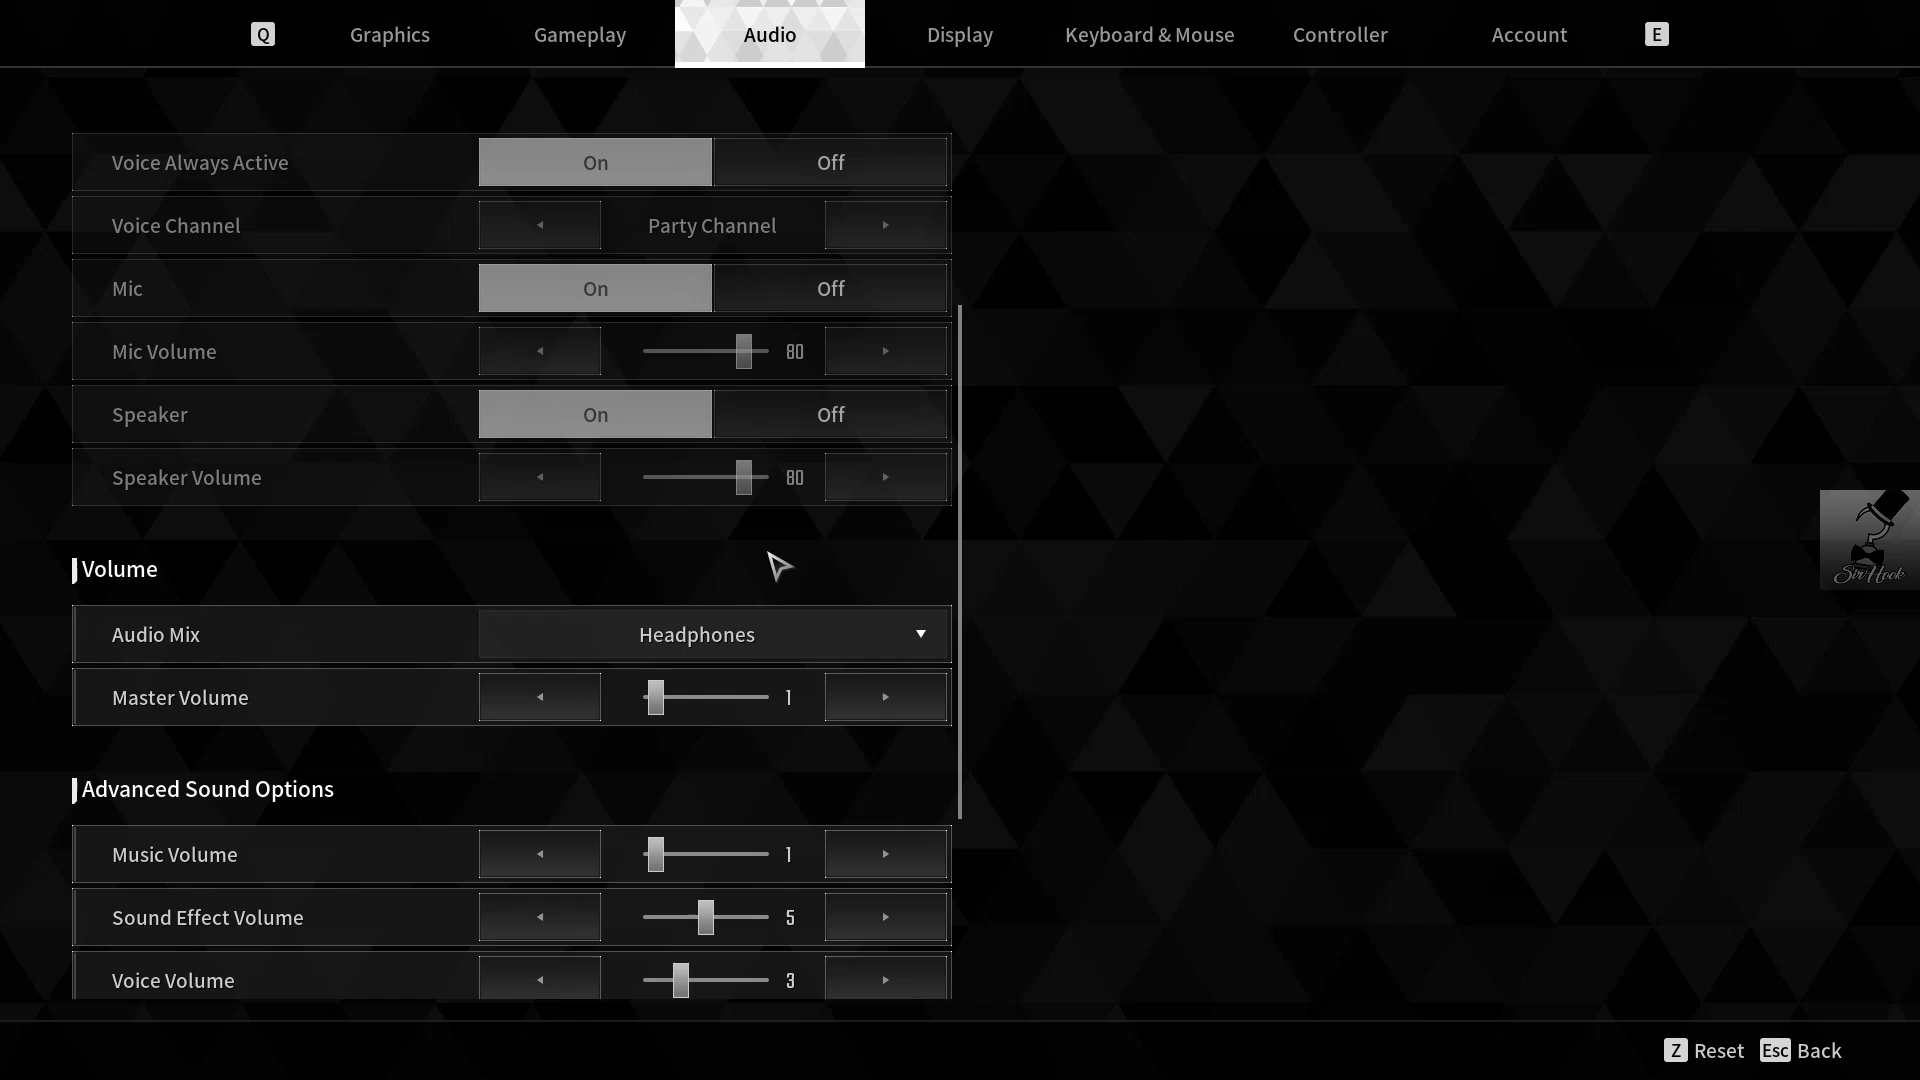 Q Graphics Gameplay Audio Display Keyboard & Mouse Controller Account E
Voice Always Active On Off
Voice Channel Party Channel
Mic On Off
Mic Volume 80
Speaker On Off
Speaker Volume 80
Volume
Audio Mix Headphones
Master Volume 1
Advanced Sound Options
Music Volume 1
Sound Effect Volume 5
Voice Volume 3
SirHook
Z Reset Esc Back